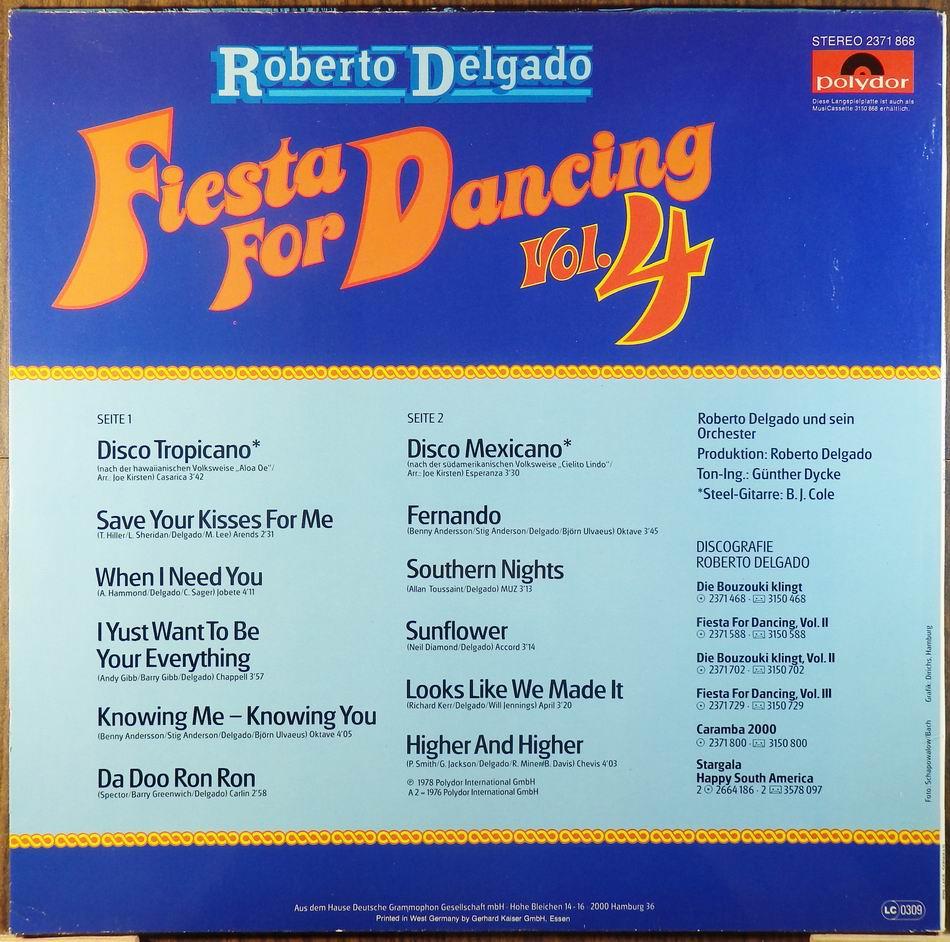 Roberto Delgado
STEREO 2371 868
polydor
Diese Langspielplatte ist auch als
MusiCassette 3150 868 erhältlich.
Fiesta
For Dancing
Vol. 4
SEITE 1
Disco Tropicano*
(nach der hawaiianischen Volksweise „Aloa Oe“/
Arr.: Joe Kirsten) Casarica 3'42
Save Your Kisses For Me
(T. Hiller/L. Sheridan/Delgado/M. Lee) Arends 2'31
When I Need You
(A. Hammond/Delgado/C. Sager) Jobete 4'11
I Yust Want To Be
Your Everything
(Andy Gibb/Barry Gibb/Delgado) Chappell 3'57
Knowing Me – Knowing You
(Benny Andersson/Stig Anderson/Delgado/Björn Ulvaeus) Oktave 4'05
Da Doo Ron Ron
(Spector/Barry Greenwich/Delgado) Carlin 2'58
SEITE 2
Disco Mexicano*
(nach der südamerikanischen Volksweise „Cielito Lindo“/
Arr.: Joe Kirsten) Esperanza 3'30
Fernando
(Benny Andersson/Stig Anderson/Delgado/Björn Ulvaeus) Oktave 3'45
Southern Nights
(Allan Toussaint/Delgado) MUZ 3'13
Sunflower
(Neil Diamond/Delgado) Accord 3'14
Looks Like We Made It
(Richard Kerr/Delgado/Will Jennings) April 3'20
Higher And Higher
(P. Smith/G. Jackson/Delgado/R. Miner/B. Davis) Chevis 4'03
℗ 1978 Polydor International GmbH
A 2 = 1976 Polydor International GmbH
Roberto Delgado und sein
Orchester
Produktion: Roberto Delgado
Ton-Ing.: Günther Dycke
*Steel-Gitarre: B. J. Cole
DISCOGRAFIE
ROBERTO DELGADO
Die Bouzouki klingt
2371 468 · 3150 468
Fiesta For Dancing, Vol. II
2371 588 · 3150 588
Die Bouzouki klingt, Vol. II
2371 702 · 3150 702
Fiesta For Dancing, Vol. III
2371 729 · 3150 729
Caramba 2000
2371 800 · 3150 800
Stargala
Happy South America
2 2664 186 · 2 3578 097
Foto: Schapowalow/Bach Grafik: Dirichs, Hamburg
Aus dem Hause Deutsche Grammophon Gesellschaft mbH · Hohe Bleichen 14 - 16 · 2000 Hamburg 36
Printed in West Germany by Gerhard Kaiser GmbH, Essen
LC 0309